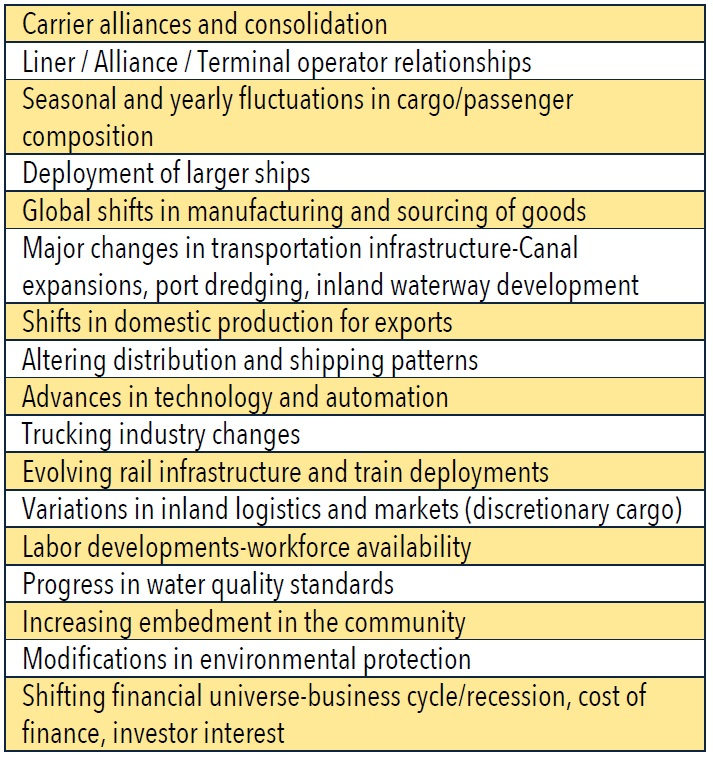 Carrier alliances and consolidation
Liner / Alliance / Terminal operator relationships
Seasonal and yearly fluctuations in cargo/passenger
composition
Deployment of larger ships
Global shifts in manufacturing and sourcing of goods
Major changes in transportation infrastructure-Canal
expansions, port dredging, inland waterway development
Shifts in domestic production for exports
Altering distribution and shipping patterns
Advances in technology and automation
Trucking industry changes
Evolving rail infrastructure and train deployments
Variations in inland logistics and markets (discretionary cargo)
Labor developments-workforce availability
Progress in water quality standards
Increasing embedment in the community
Modifications in environmental protection
Shifting financial universe-business cycle/recession, cost of
finance, investor interest